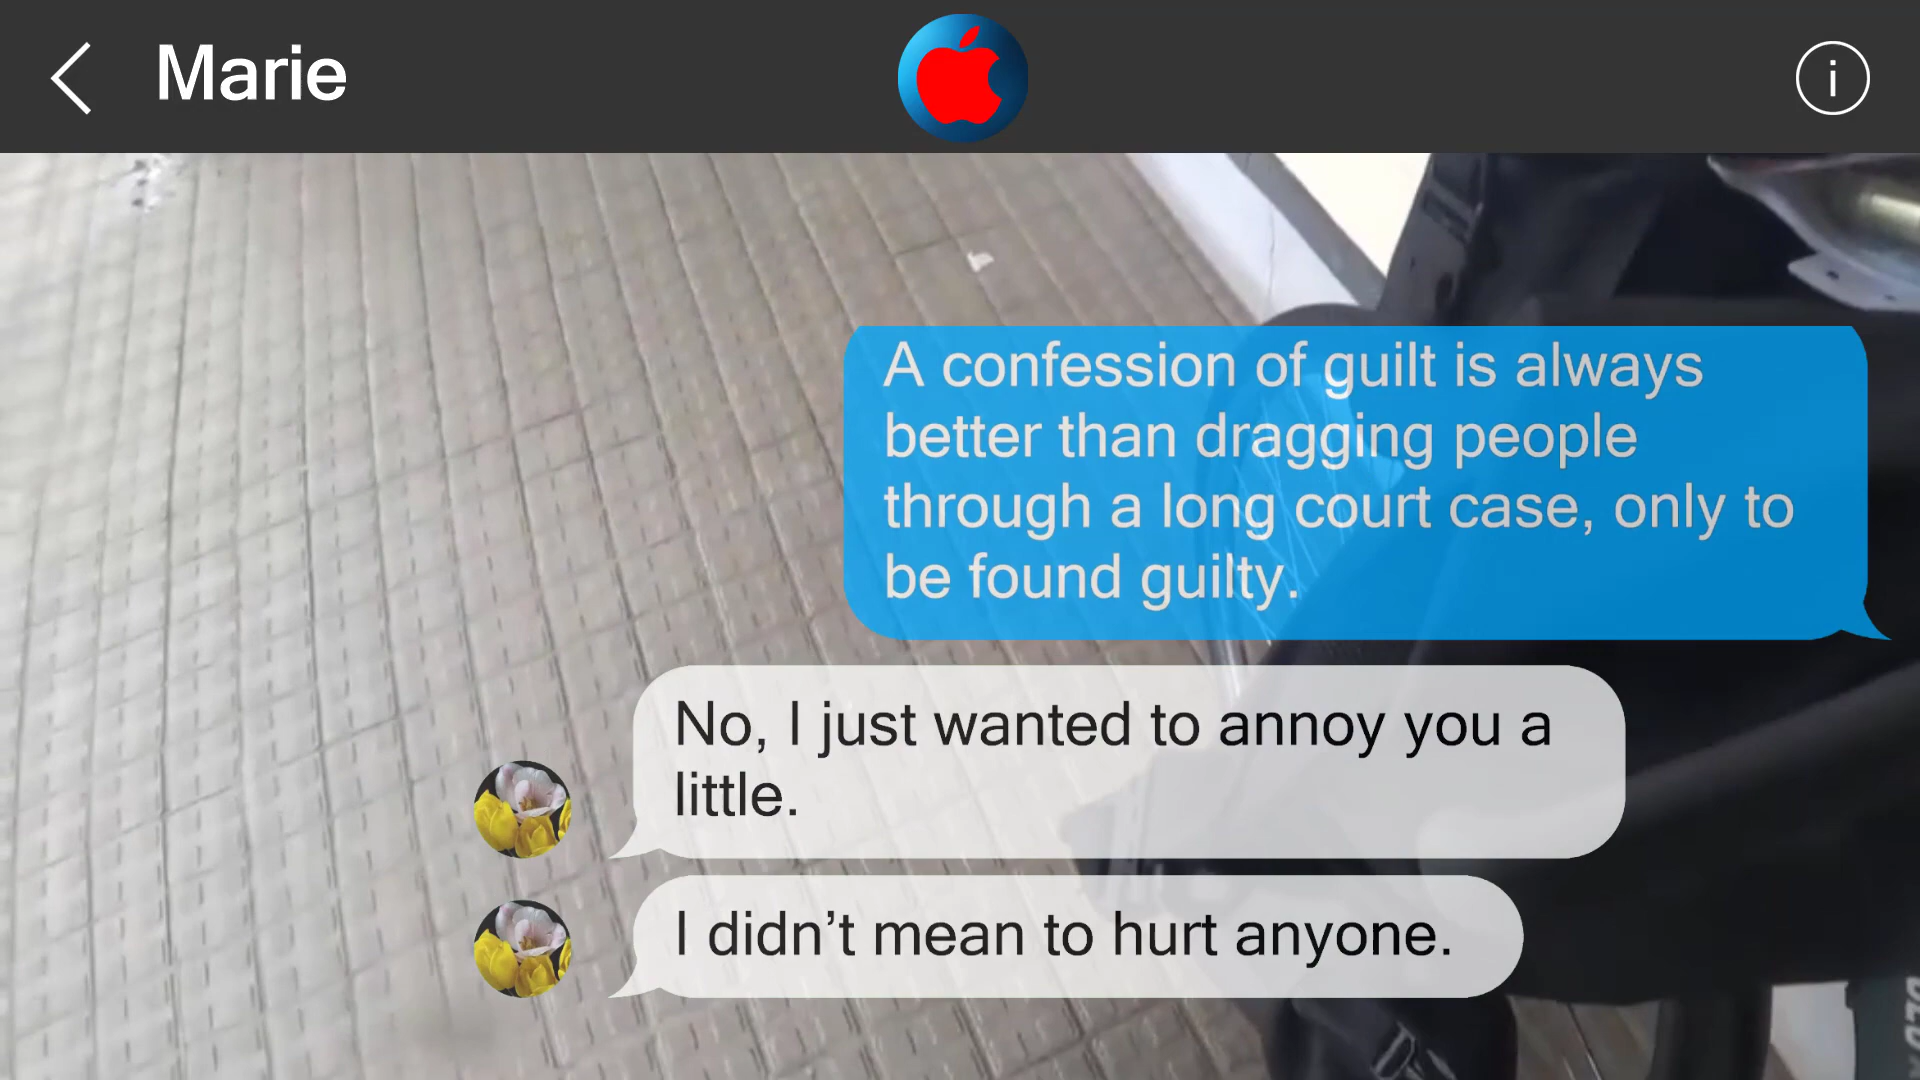 Marie
A confession of guilt is always
better than dragging people
through a long court case, only to
be found guilty.
No, I just wanted to annoy you a
little.
I didn’t mean to hurt anyone.